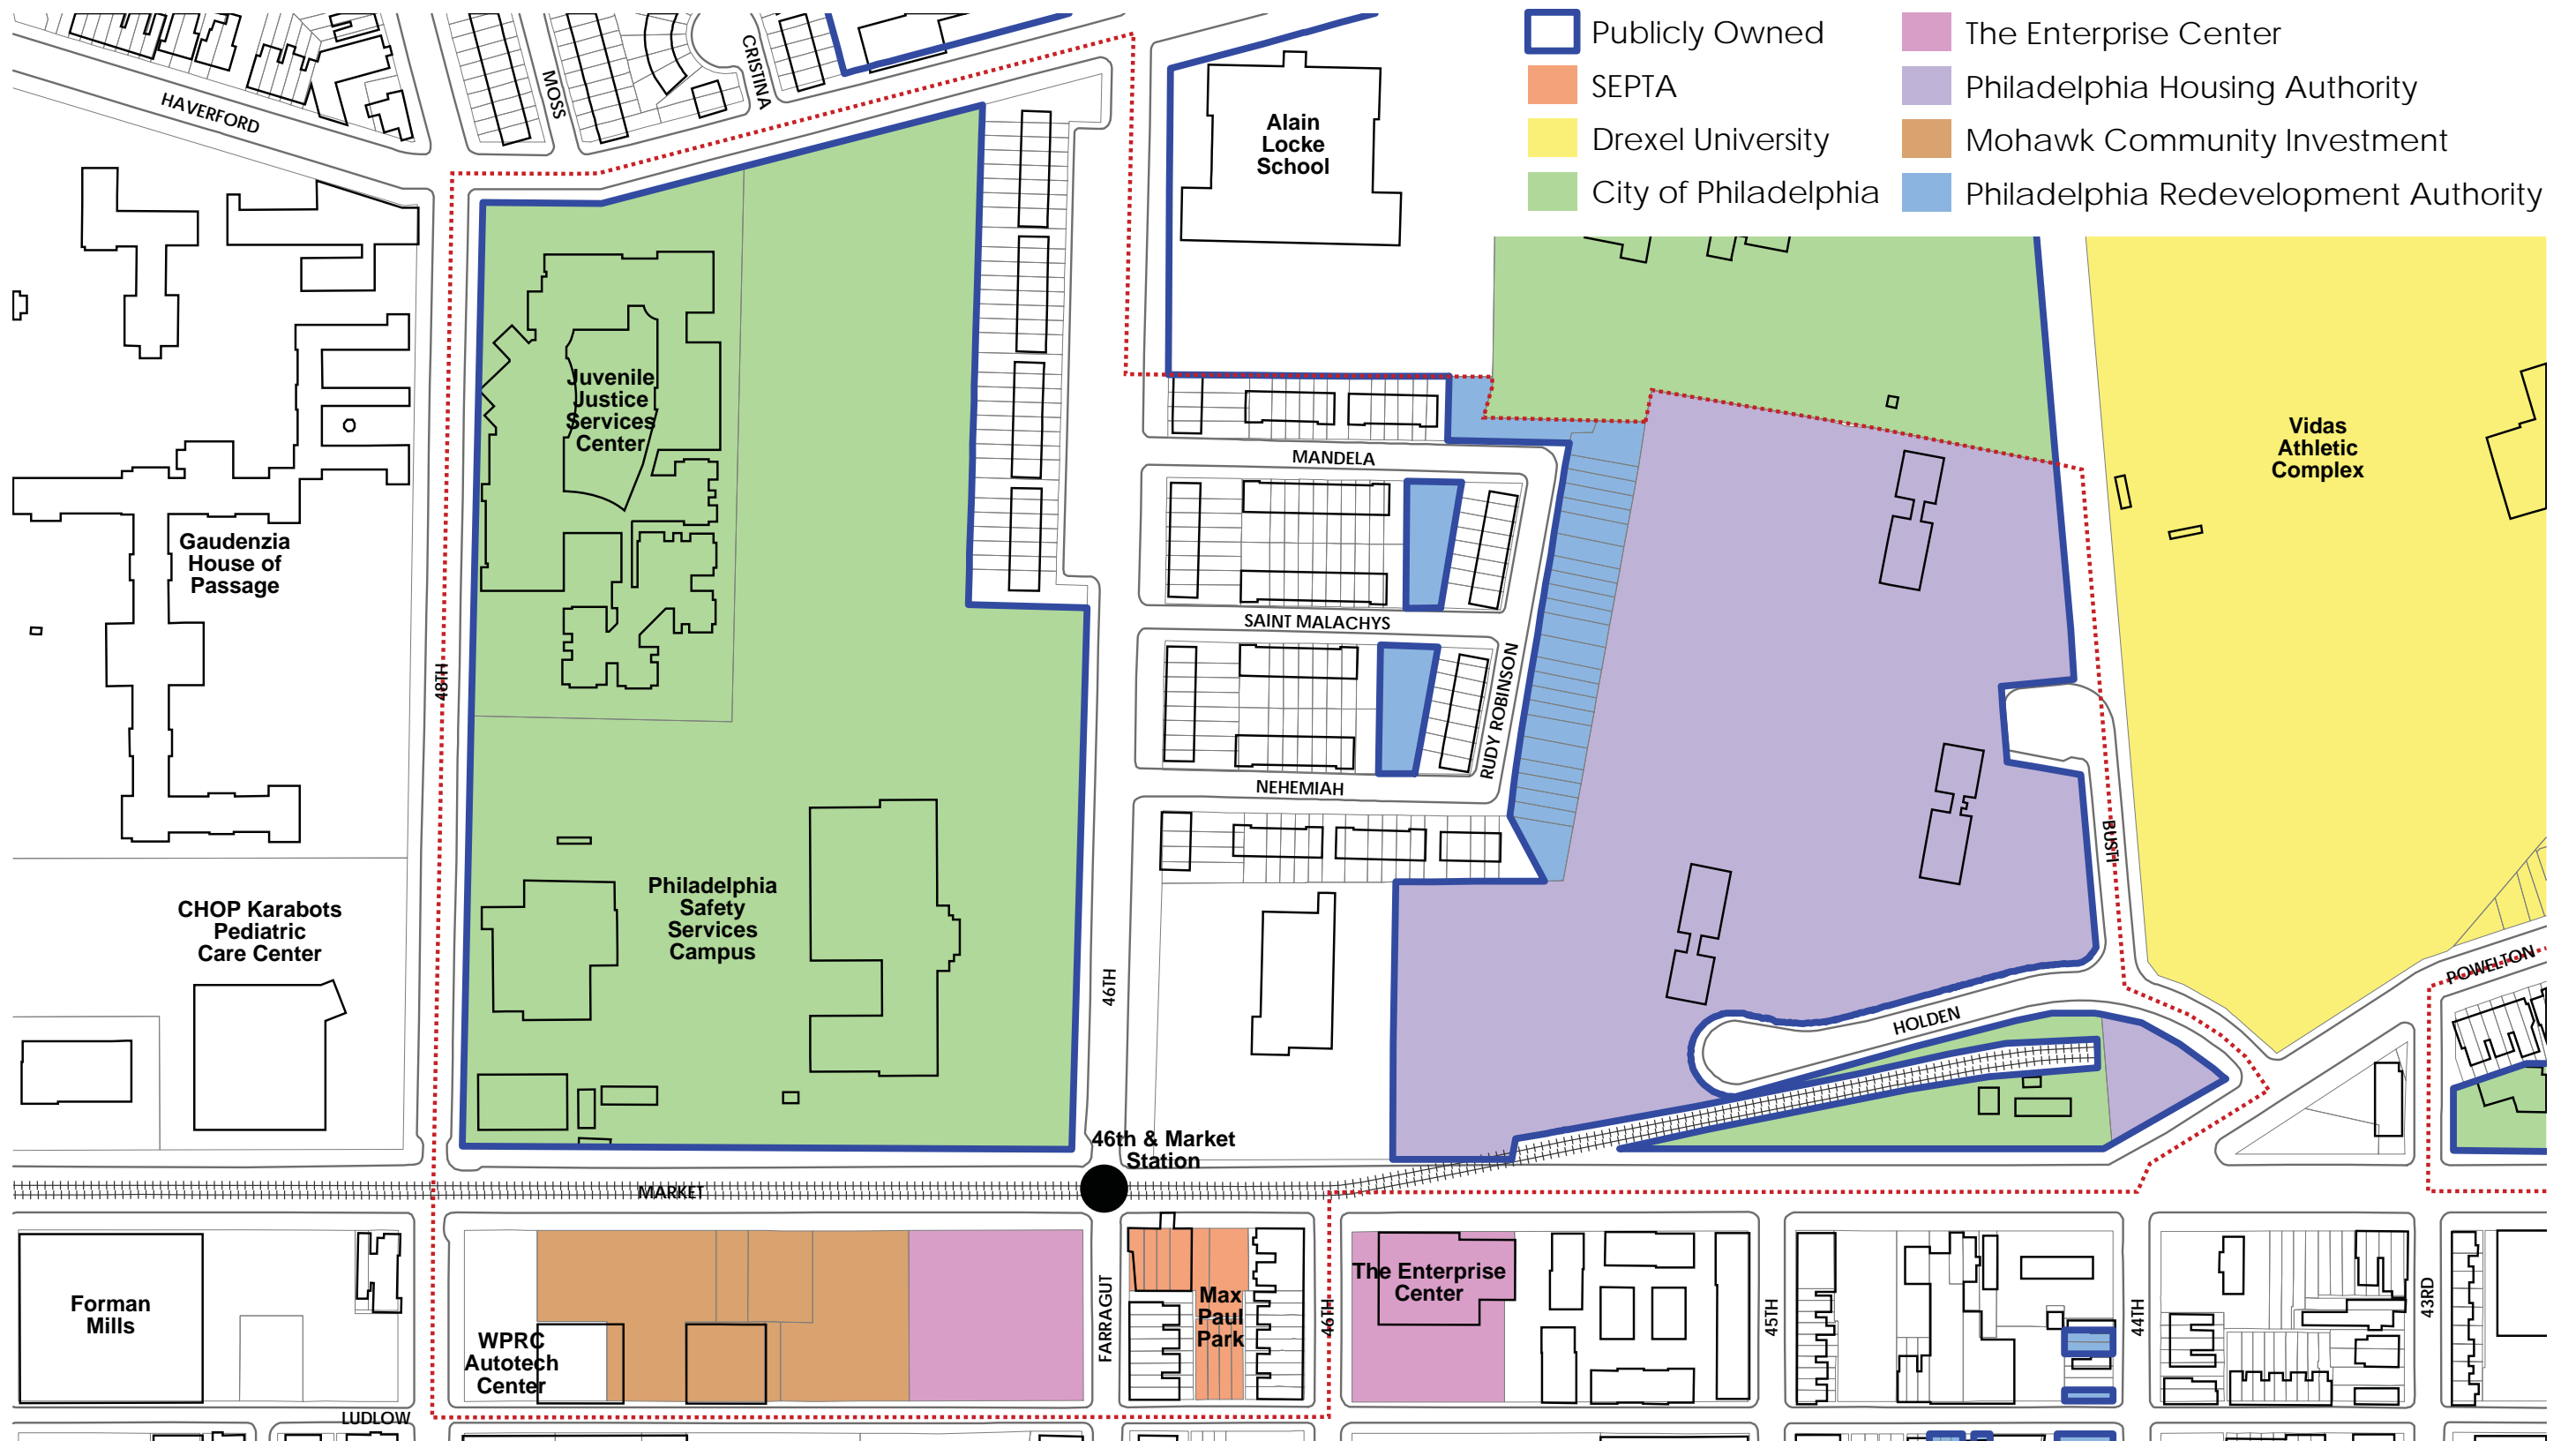 Publicly Owned
SEPTA
Drexel University
City of Philadelphia
The Enterprise Center
Philadelphia Housing Authority
Mohawk Community Investment
Philadelphia Redevelopment Authority
HAVERFORD
MOSS
CRISTINA
Alain
Locke
School
Juvenile
Justice
Services
Center
Vidas
Athletic
Complex
MANDELA
Gaudenzia
House of
Passage
SAINT MALACHYS
48TH
RUDY ROBINSON
NEHEMIAH
BUSTI
Philadelphia
Safety
Services
Campus
CHOP Karabots
Pediatric
Care Center
46TH
POWELTON
HOLDEN
46th & Market
Station
MARKET
Forman
Mills
WPRC
Autotech
Center
FARRAGUT
Max
Paul
Park
46TH
The Enterprise
Center
45TH
44TH
43RD
LUDLOW